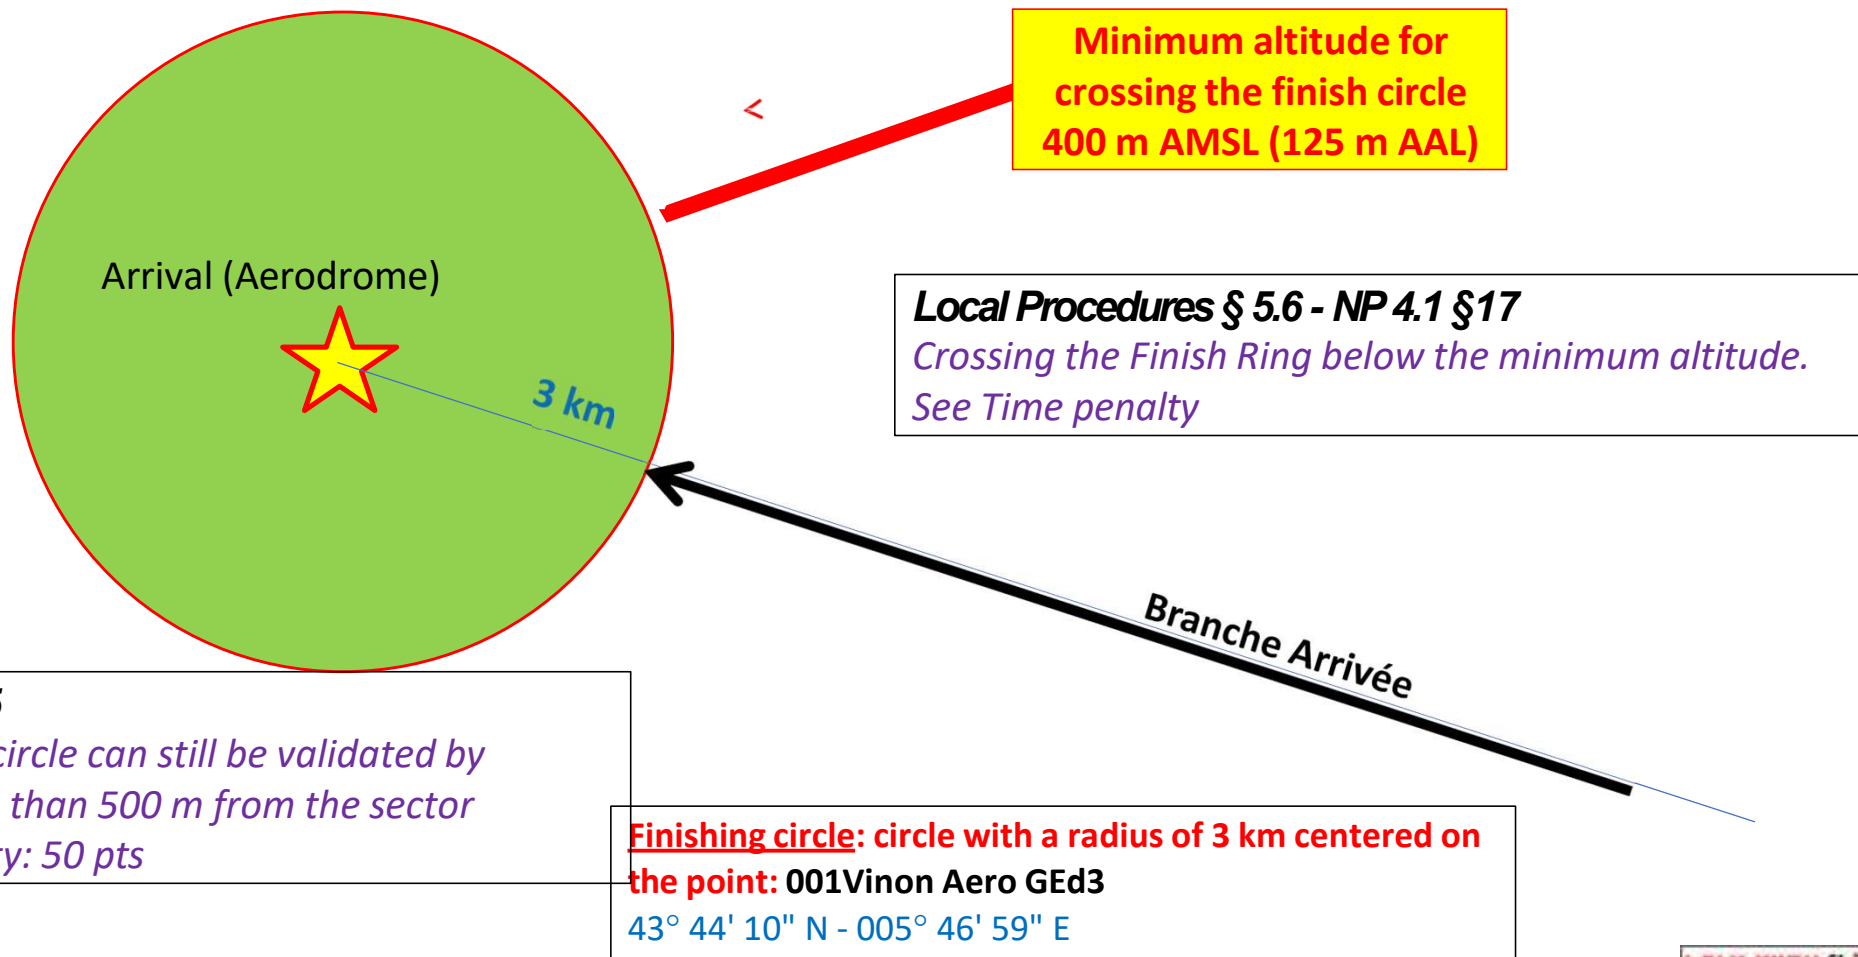 Minimum altitude for
crossing the finish circle
400 m AMSL (125 m AAL)
<
Arrival (Aerodrome)
Local Procedures § 5.6 - NP 4.1 §17
Crossing the Finish Ring below the minimum altitude.
See Time penalty
3 km
Branche Arrivée
circle can still be validated by
than 500 m from the sector
y: 50 pts
Finishing circle: circle with a radius of 3 km centered on
the point: 001Vinon Aero GEd3
43° 44' 10" N - 005° 46' 59" E